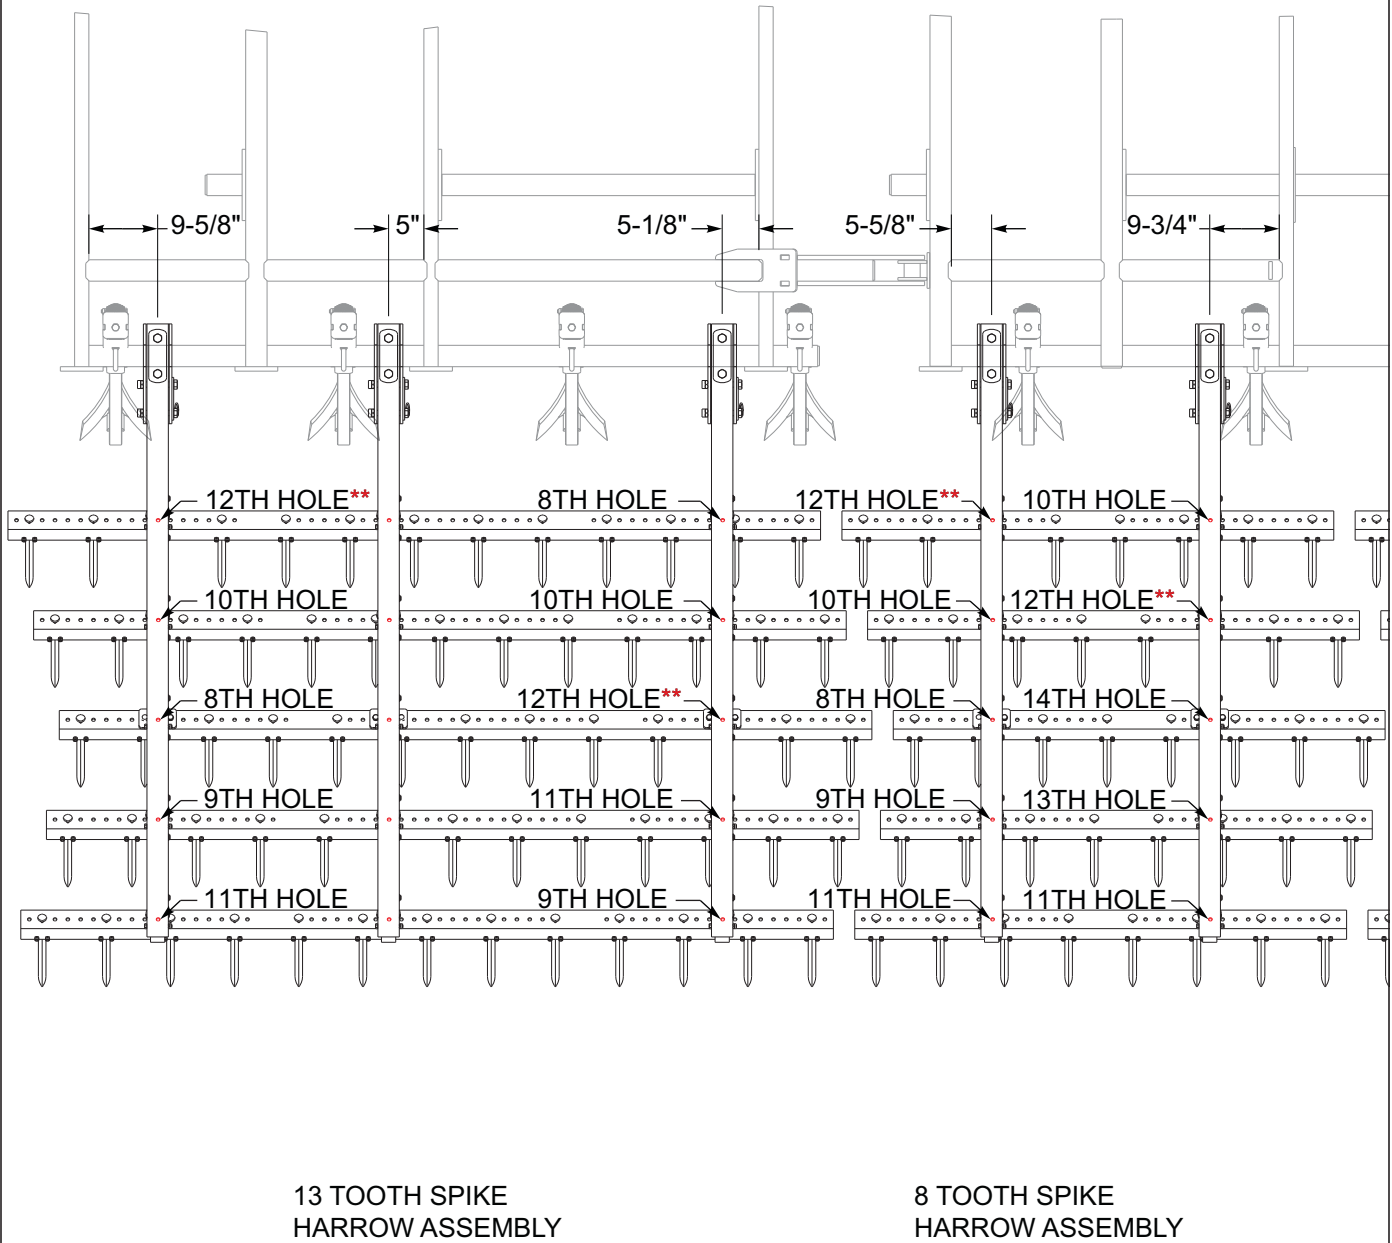 9-5/8" 5" 5-1/8" 5-5/8" 9-3/4"
12TH HOLE** 8TH HOLE 12TH HOLE** 10TH HOLE
10TH HOLE 10TH HOLE 10TH HOLE 12TH HOLE**
8TH HOLE 12TH HOLE** 8TH HOLE 14TH HOLE
9TH HOLE 11TH HOLE 9TH HOLE 13TH HOLE
11TH HOLE 9TH HOLE 11TH HOLE 11TH HOLE
13 TOOTH SPIKE
HARROW ASSEMBLY
8 TOOTH SPIKE
HARROW ASSEMBLY